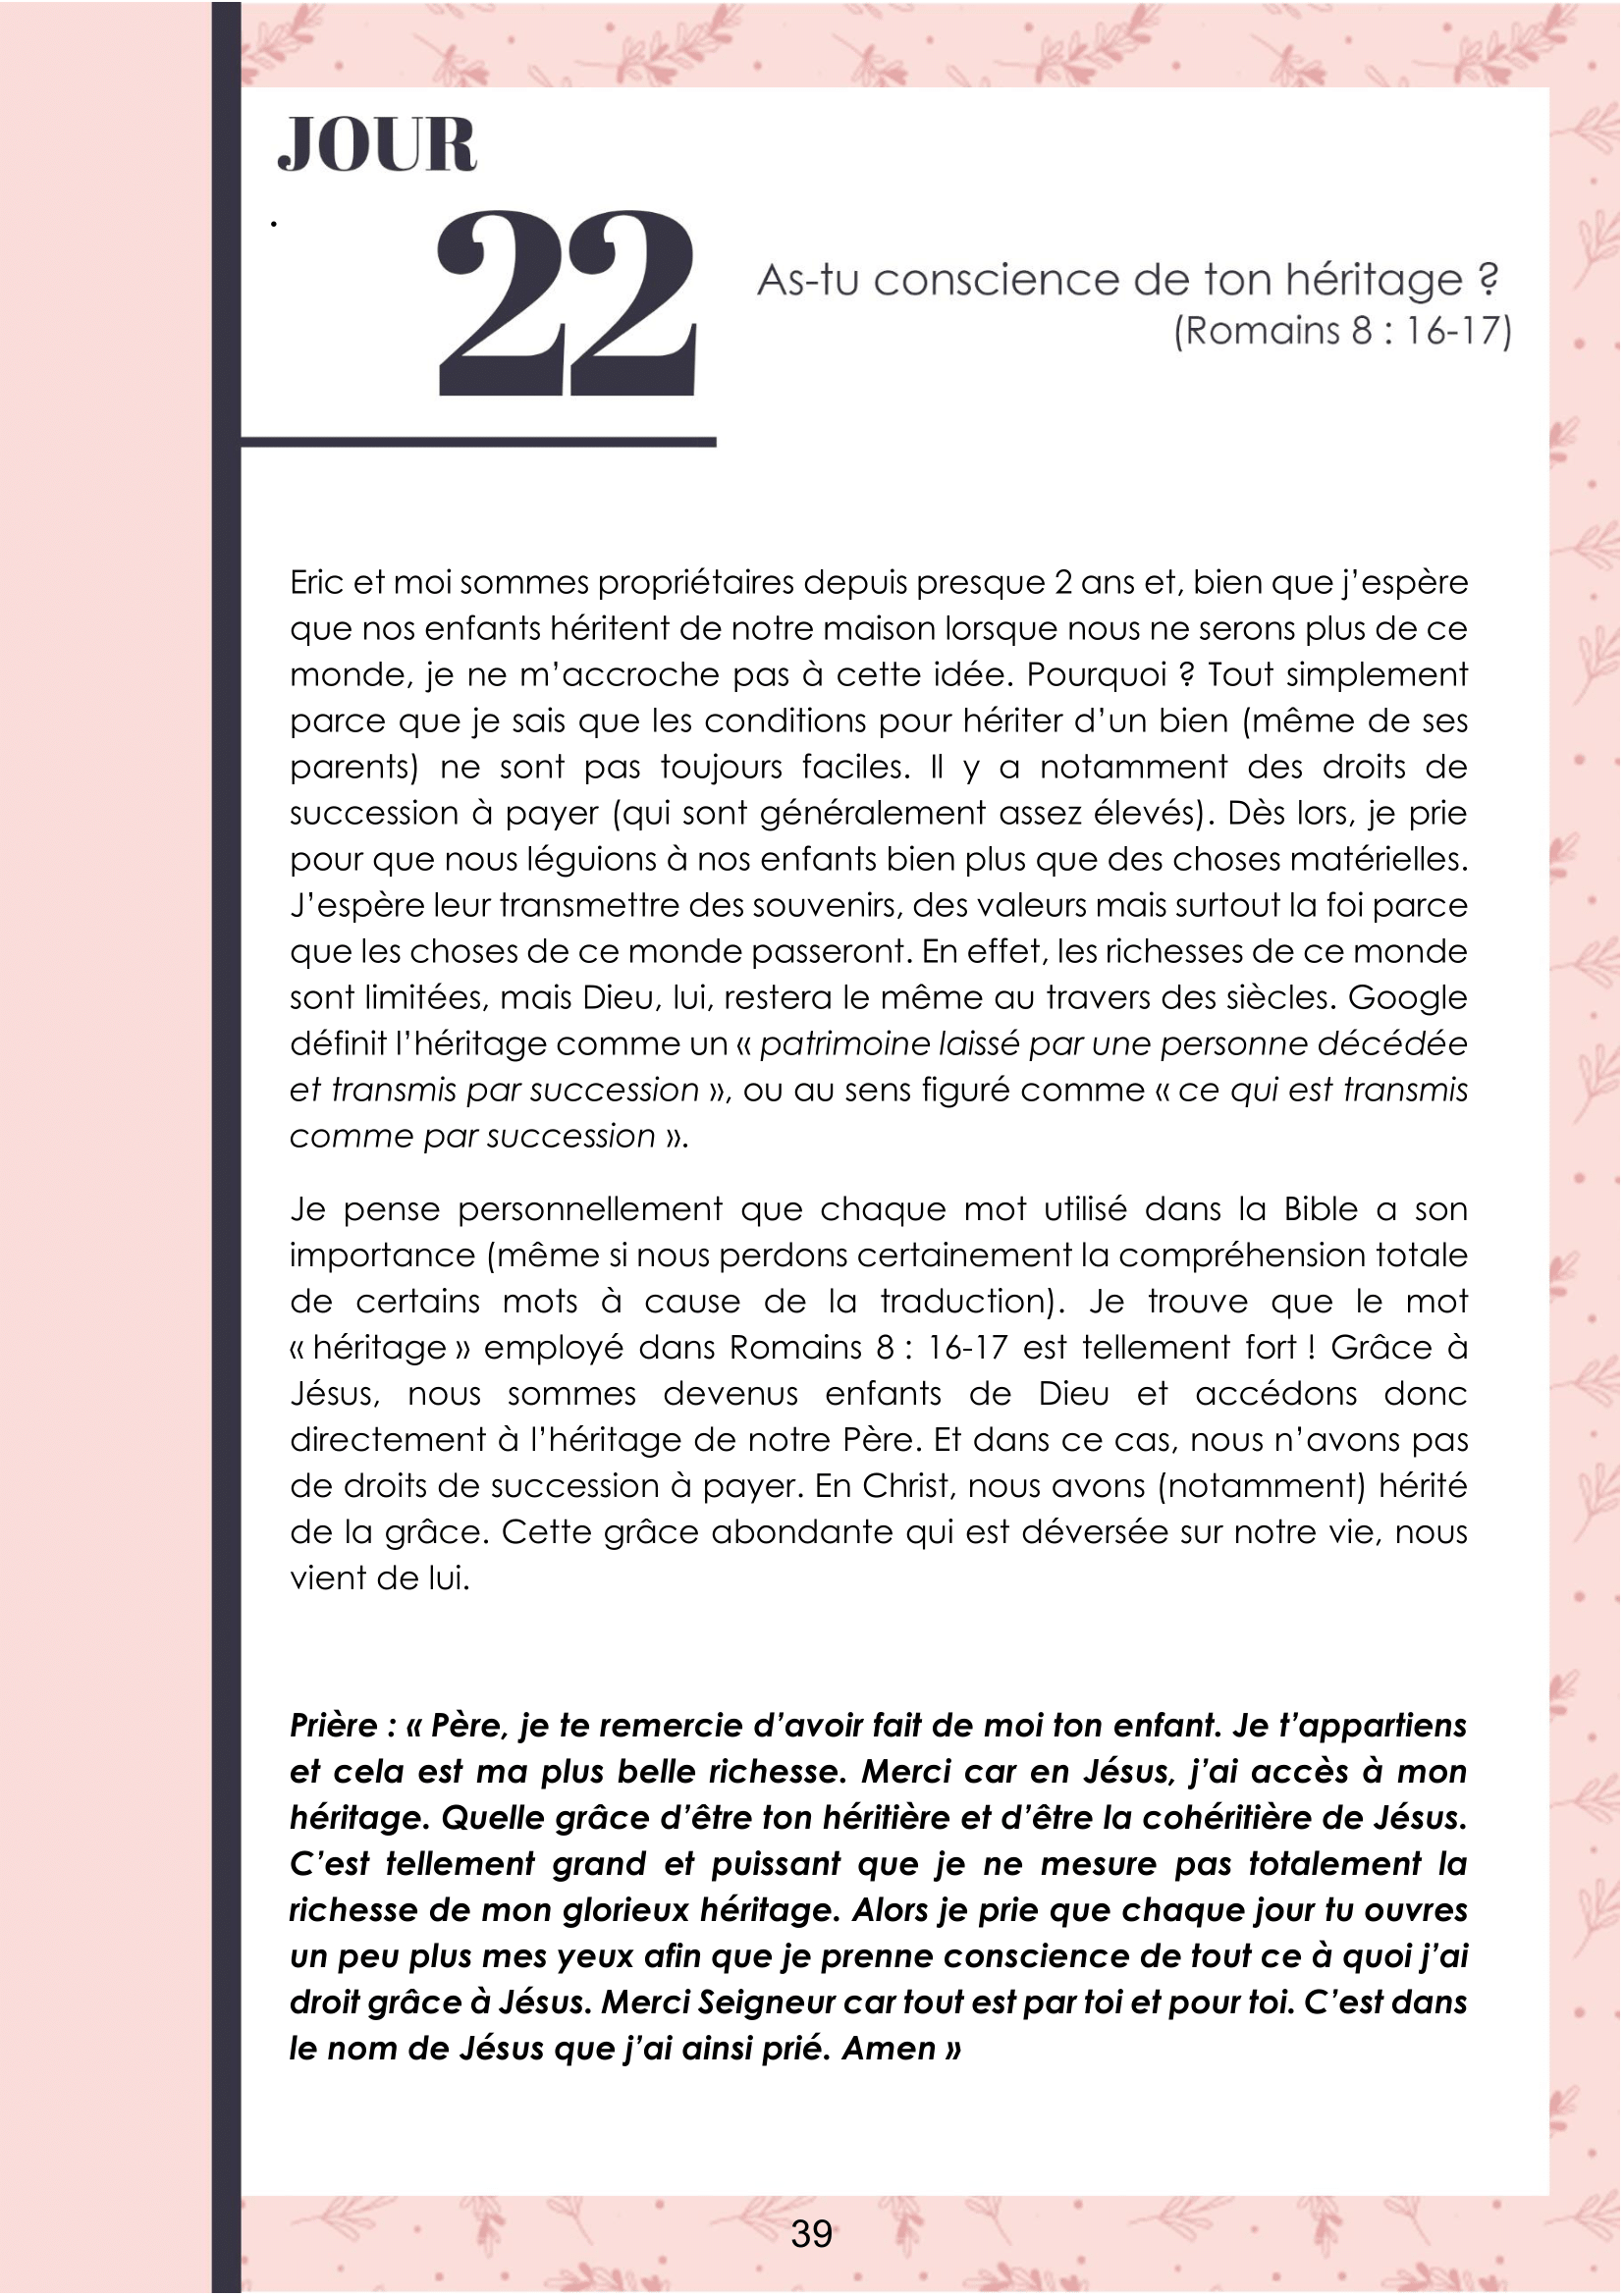 JOUR
.
22
As-tu conscience de ton héritage ?
(Romains 8 : 16-17)
Eric et moi sommes propriétaires depuis presque 2 ans et, bien que j’espère
que nos enfants héritent de notre maison lorsque nous ne serons plus de ce
monde, je ne m’accroche pas à cette idée. Pourquoi ? Tout simplement
parce que je sais que les conditions pour hériter d’un bien (même de ses
parents) ne sont pas toujours faciles. Il y a notamment des droits de
succession à payer (qui sont généralement assez élevés). Dès lors, je prie
pour que nous léguions à nos enfants bien plus que des choses matérielles.
J’espère leur transmettre des souvenirs, des valeurs mais surtout la foi parce
que les choses de ce monde passeront. En effet, les richesses de ce monde
sont limitées, mais Dieu, lui, restera le même au travers des siècles. Google
définit l’héritage comme un « patrimoine laissé par une personne décédée
et transmis par succession », ou au sens figuré comme « ce qui est transmis
comme par succession ».
Je pense personnellement que chaque mot utilisé dans la Bible a son
importance (même si nous perdons certainement la compréhension totale
de certains mots à cause de la traduction). Je trouve que le mot
« héritage » employé dans Romains 8 : 16-17 est tellement fort ! Grâce à
Jésus, nous sommes devenus enfants de Dieu et accédons donc
directement à l’héritage de notre Père. Et dans ce cas, nous n’avons pas
de droits de succession à payer. En Christ, nous avons (notamment) hérité
de la grâce. Cette grâce abondante qui est déversée sur notre vie, nous
vient de lui.
Prière : « Père, je te remercie d’avoir fait de moi ton enfant. Je t’appartiens
et cela est ma plus belle richesse. Merci car en Jésus, j’ai accès à mon
héritage. Quelle grâce d’être ton héritière et d’être la cohéritière de Jésus.
C’est tellement grand et puissant que je ne mesure pas totalement la
richesse de mon glorieux héritage. Alors je prie que chaque jour tu ouvres
un peu plus mes yeux afin que je prenne conscience de tout ce à quoi j’ai
droit grâce à Jésus. Merci Seigneur car tout est par toi et pour toi. C’est dans
le nom de Jésus que j’ai ainsi prié. Amen »
39